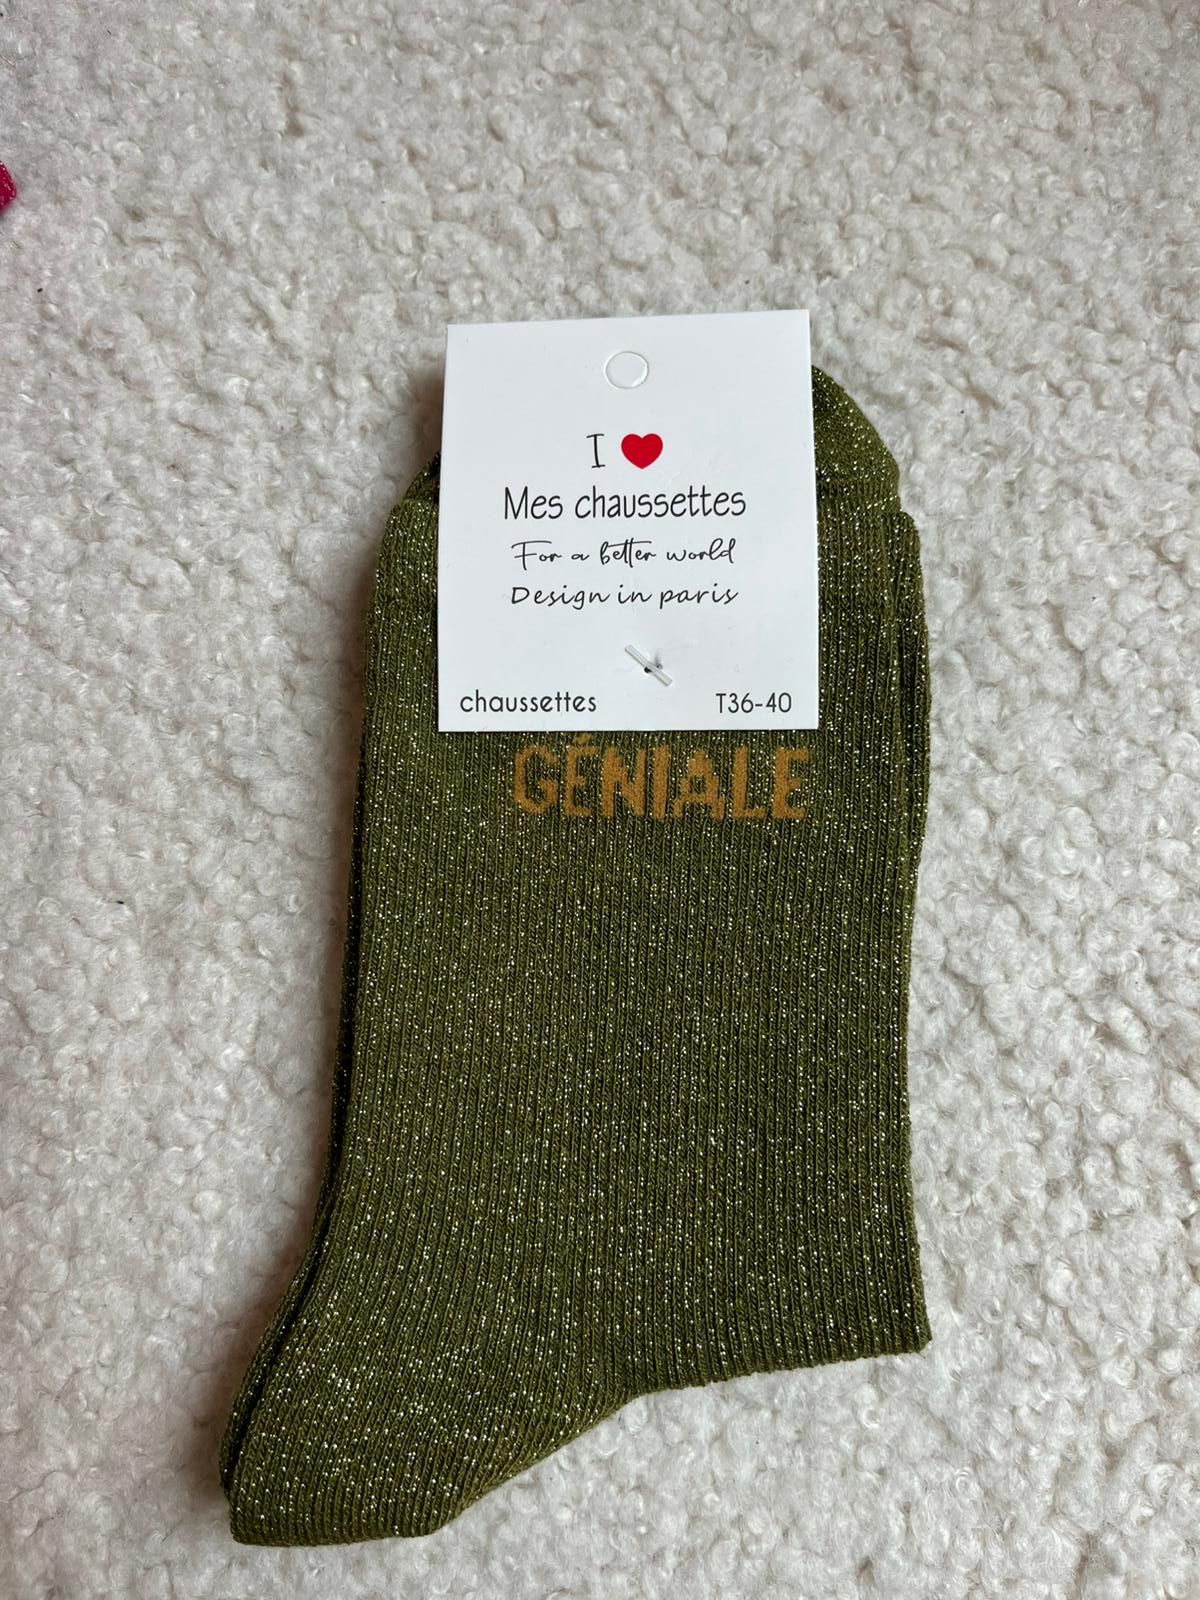 I ❤
Mes chaussettes
For a better world
Design in paris
chaussettes T36-40
GÉNIALE